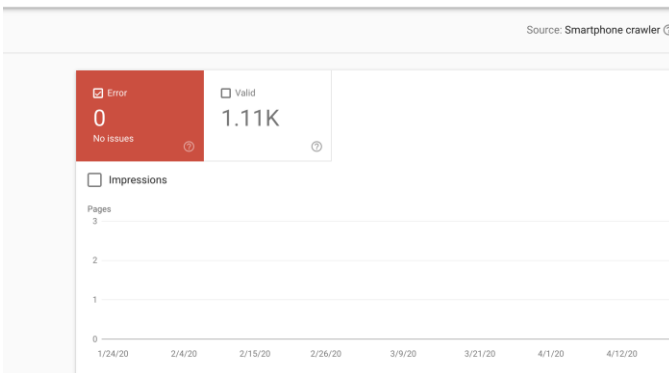 Source: Smartphone crawler
Error
Valid
0
1.11K
No issues
Impressions
Pages
3
2
1
0
1/24/20 2/4/20 2/15/20 2/26/20 3/9/20 3/21/20 4/1/20 4/12/20